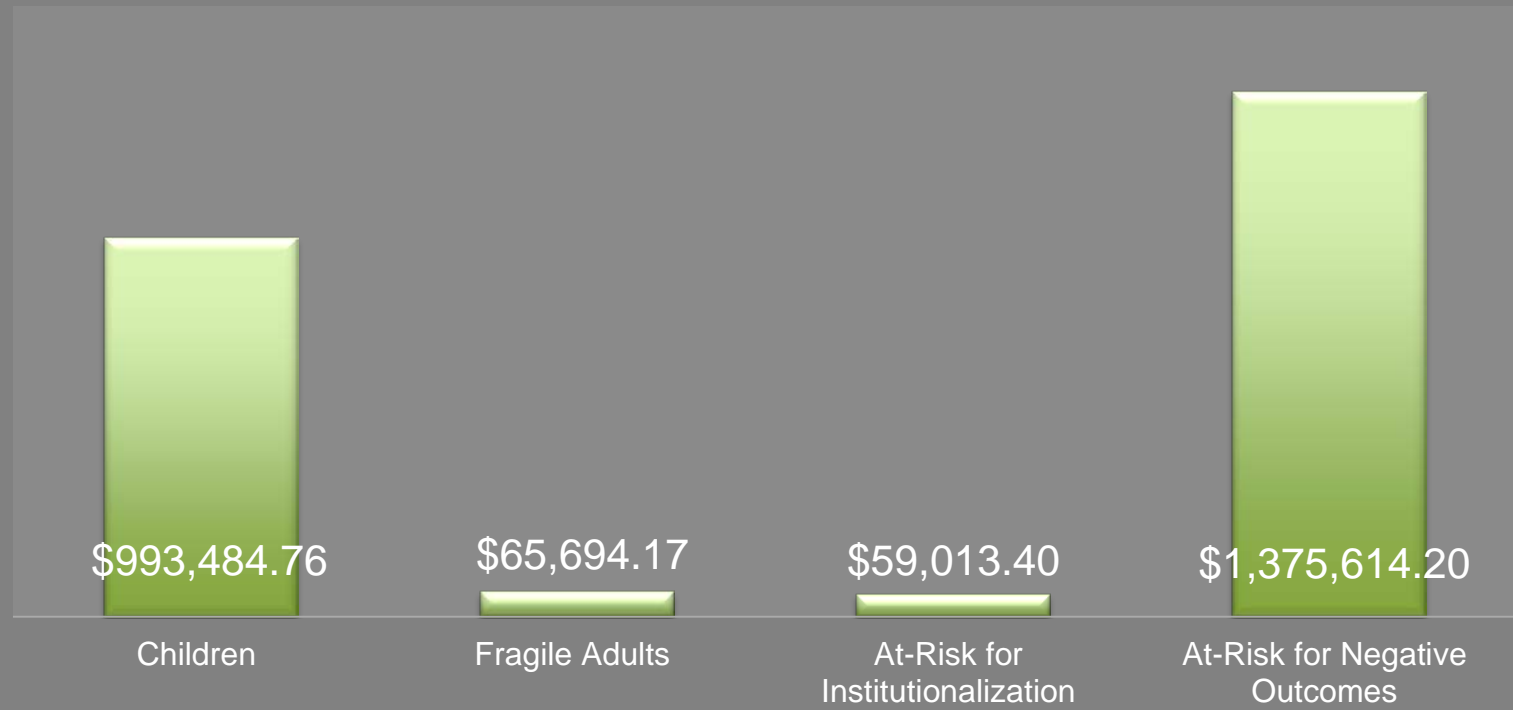 $993,484.76
$65,694.17
$59,013.40
$1,375,614.20
Children
Fragile Adults
At-Risk for
Institutionalization
At-Risk for Negative
Outcomes